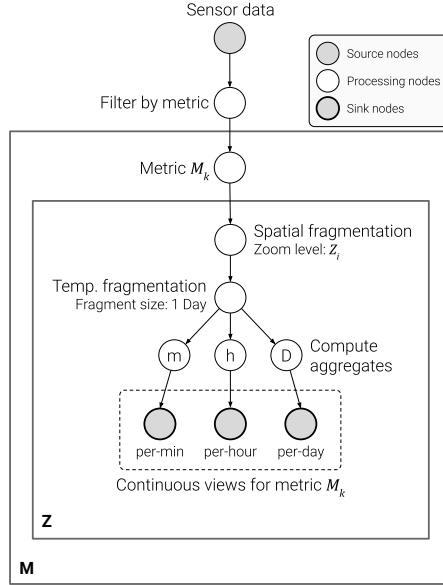 Sensor data
Source nodes
Processing nodes
Sink nodes
Filter by metric
Metric M_k
Spatial fragmentation
Zoom level: Z_i
Temp. fragmentation
Fragment size: 1 Day
m
h
D
Compute
aggregates
per-min
per-hour
per-day
Continuous views for metric M_k
Z
M